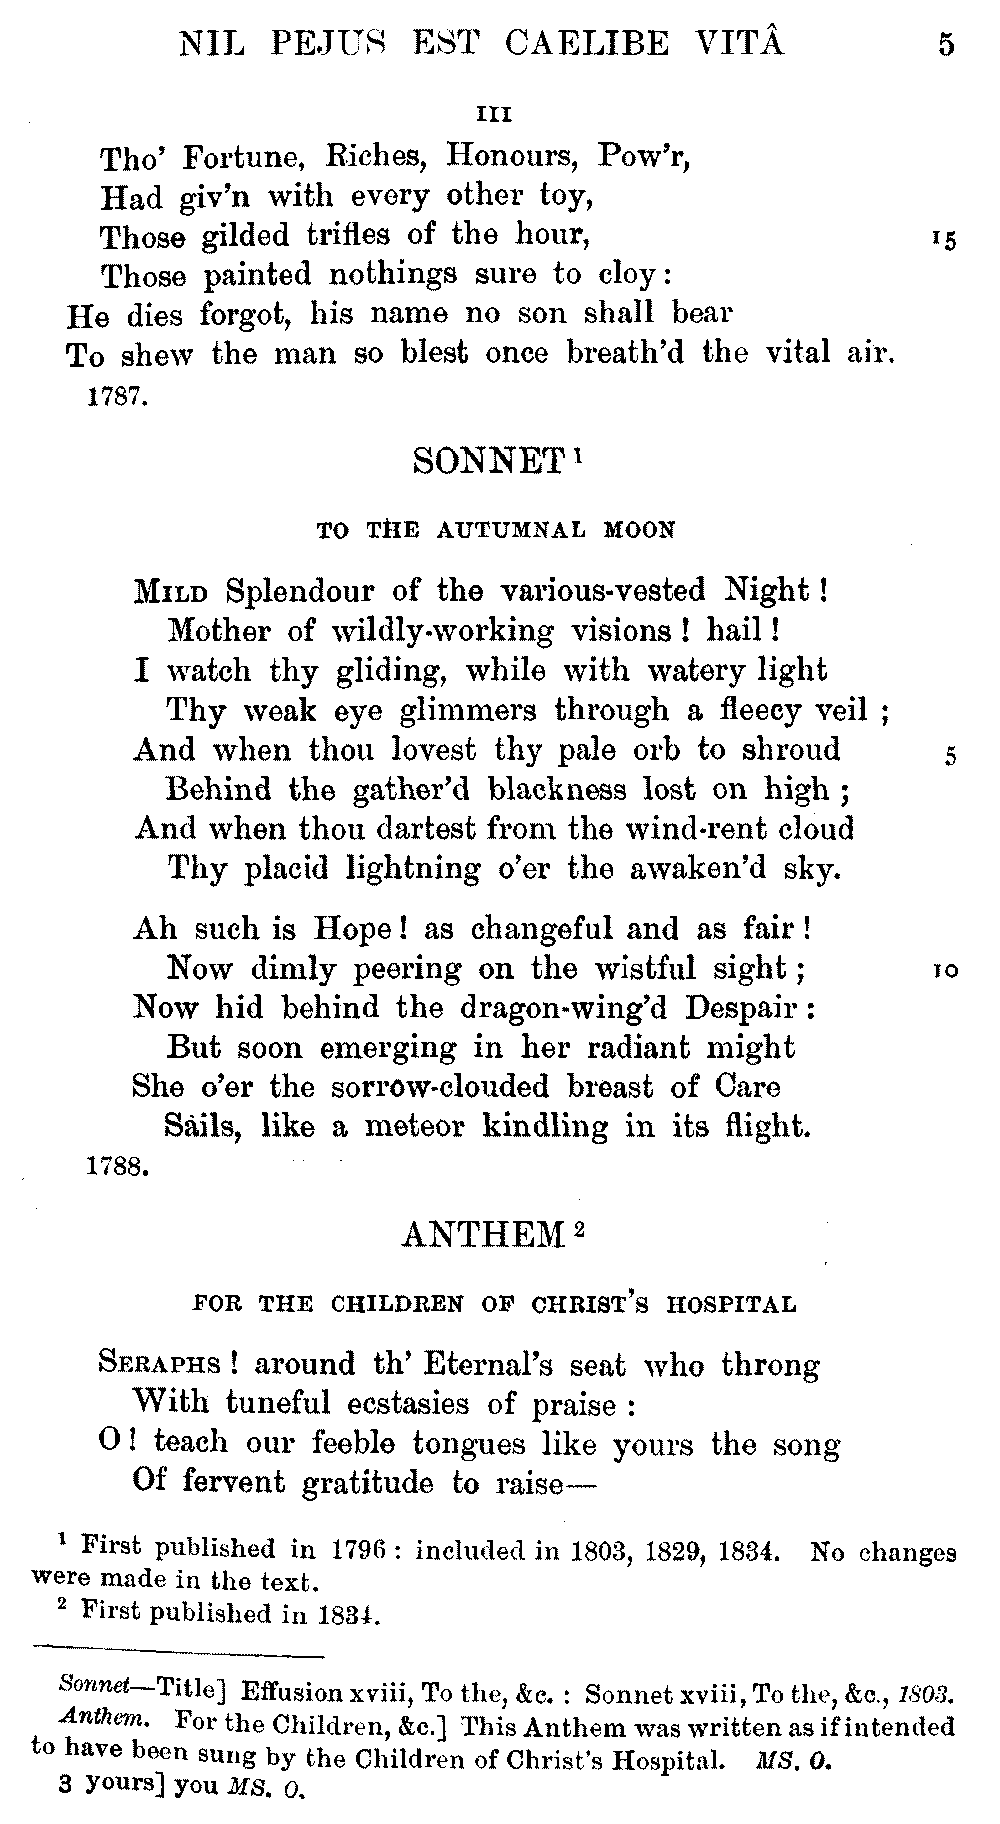 NIL PEJUS EST CAELIBE VITÂ 5
III
Tho’ Fortune, Riches, Honours, Pow’r,
Had giv’n with every other toy,
Those gilded trifles of the hour, 15
Those painted nothings sure to cloy:
He dies forgot, his name no son shall bear
To shew the man so blest once breath’d the vital air.
1787.
SONNET¹
TO THE AUTUMNAL MOON
MILD Splendour of the various-vested Night!
Mother of wildly-working visions! hail!
I watch thy gliding, while with watery light
Thy weak eye glimmers through a fleecy veil;
And when thou lovest thy pale orb to shroud 5
Behind the gather’d blackness lost on high;
And when thou dartest from the wind-rent cloud
Thy placid lightning o’er the awaken’d sky.
Ah such is Hope! as changeful and as fair!
Now dimly peering on the wistful sight; 10
Now hid behind the dragon-wing’d Despair:
But soon emerging in her radiant might
She o’er the sorrow-clouded breast of Care
Sails, like a meteor kindling in its flight.
1788.
ANTHEM²
FOR THE CHILDREN OF CHRIST’S HOSPITAL
SERAPHS! around th’ Eternal’s seat who throng
With tuneful ecstasies of praise:
O! teach our feeble tongues like yours the song
Of fervent gratitude to raise—
¹ First published in 1796: included in 1803, 1829, 1834. No changes
were made in the text.
² First published in 1834.
Sonnet—Title] Effusion xviii, To the, &c.: Sonnet xviii, To the, &c., 1803.
Anthem. For the Children, &c.] This Anthem was written as if intended
to have been sung by the Children of Christ’s Hospital. MS. O.
3 yours] you MS. O.